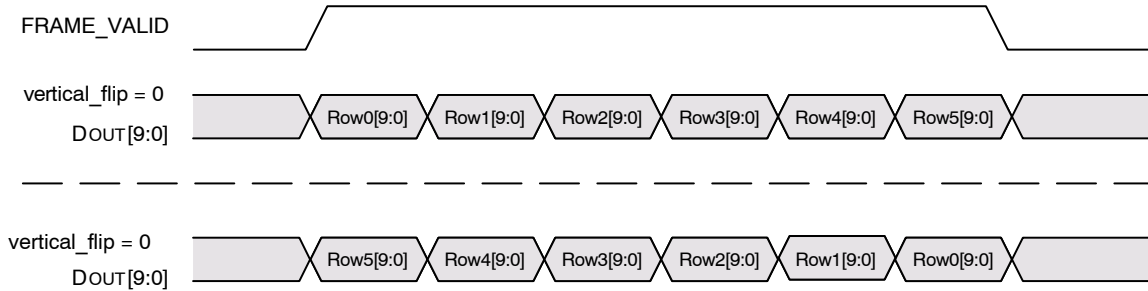 FRAME_VALID
vertical_flip = 0
DOUT[9:0]
Row0[9:0] Row1[9:0] Row2[9:0] Row3[9:0] Row4[9:0] Row5[9:0]
vertical_flip = 0
DOUT[9:0]
Row5[9:0] Row4[9:0] Row3[9:0] Row2[9:0] Row1[9:0] Row0[9:0]